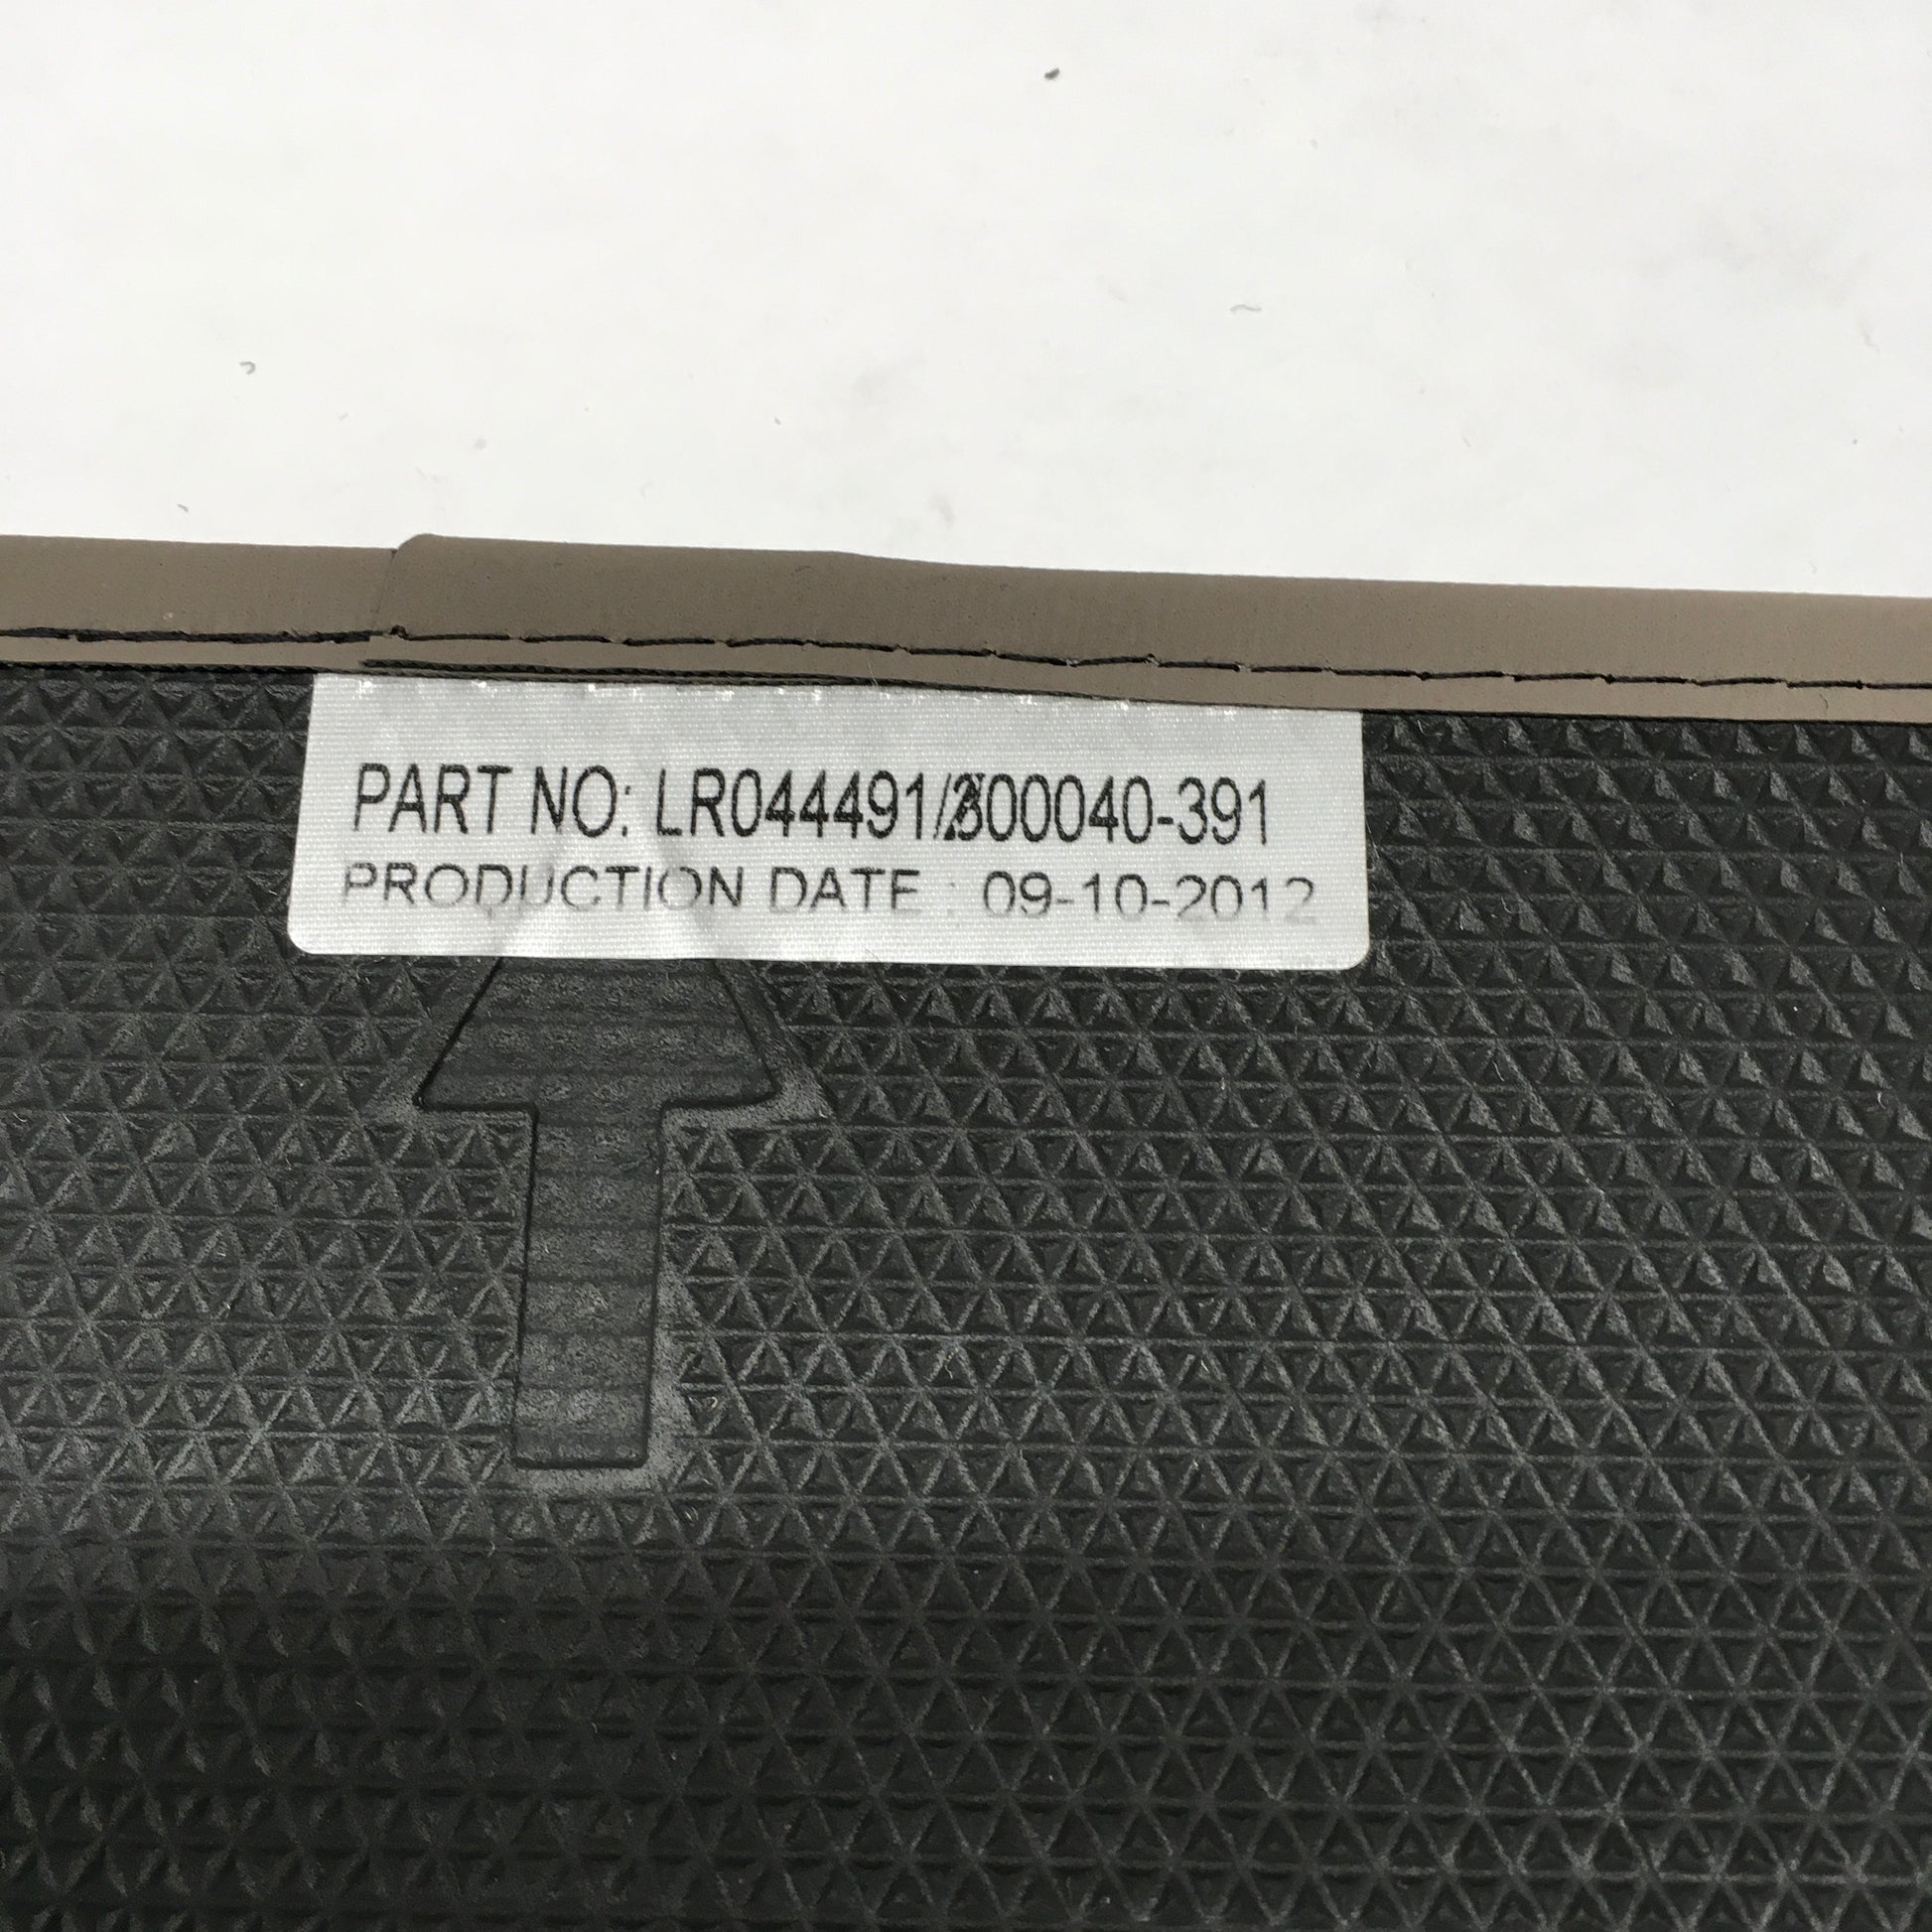 PART NO: LR044491/300040-391
PRODUCTION DATE : 09-10-2012